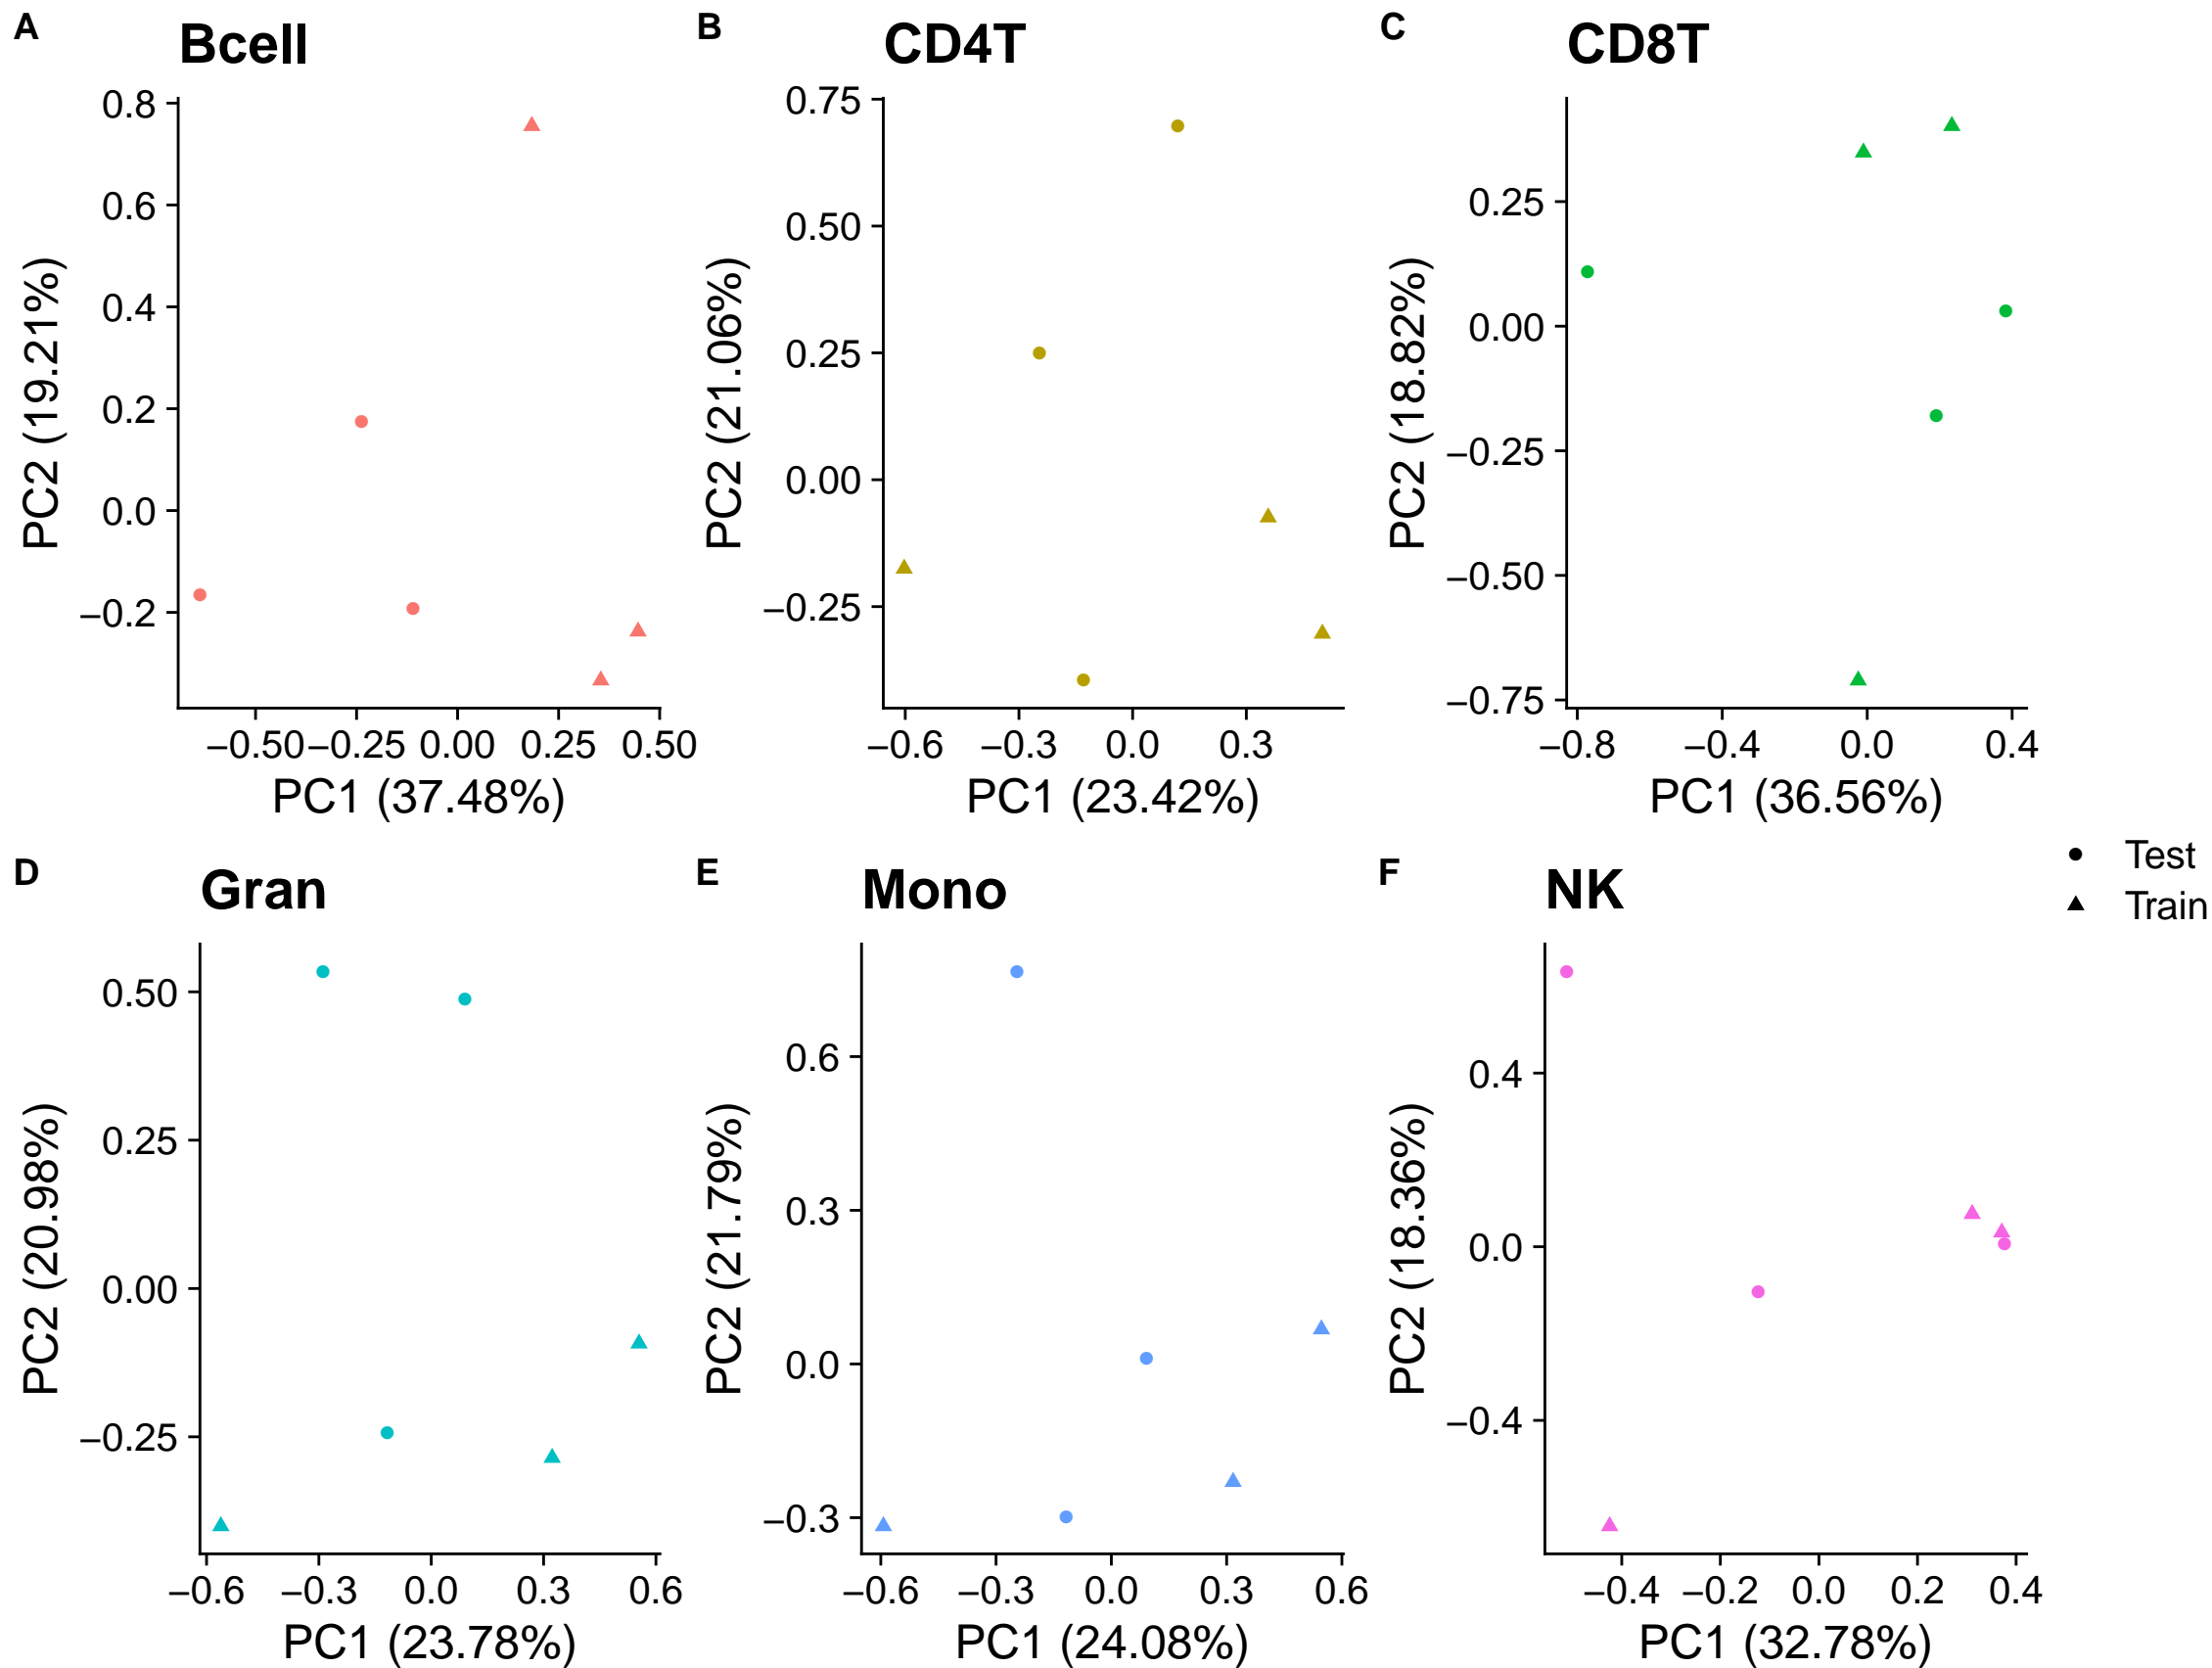 A
Bcell
0.8
0.6
0.4
0.2
0.0
−0.2
PC2 (19.21%)
−0.50 −0.25 0.00 0.25 0.50
PC1 (37.48%)
B
CD4T
0.75
0.50
0.25
0.00
−0.25
PC2 (21.06%)
−0.6 −0.3 0.0 0.3
PC1 (23.42%)
C
CD8T
0.25
0.00
−0.25
−0.50
−0.75
PC2 (18.82%)
−0.8 −0.4 0.0 0.4
PC1 (36.56%)
D
Gran
0.50
0.25
0.00
−0.25
PC2 (20.98%)
−0.6 −0.3 0.0 0.3 0.6
PC1 (23.78%)
E
Mono
0.6
0.3
0.0
−0.3
PC2 (21.79%)
−0.6 −0.3 0.0 0.3 0.6
PC1 (24.08%)
F
NK
0.4
0.0
−0.4
PC2 (18.36%)
−0.4 −0.2 0.0 0.2 0.4
PC1 (32.78%)
Test
Train